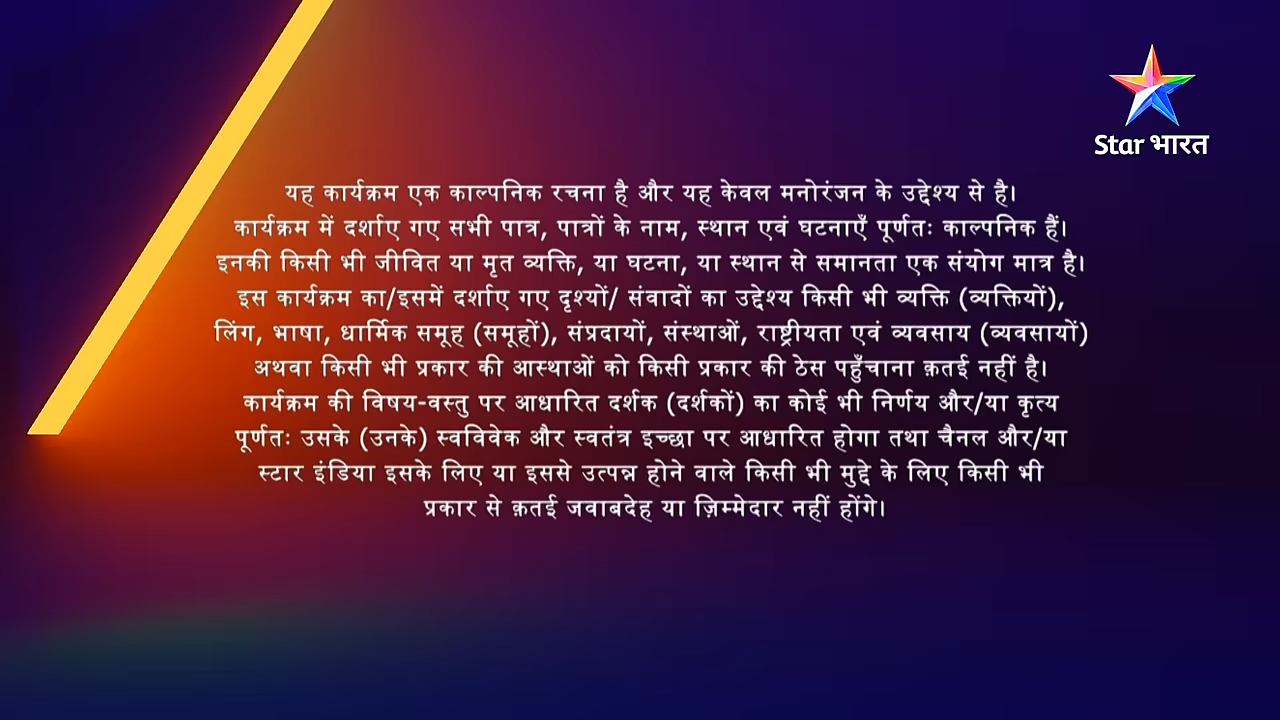 Star भारत
यह कार्यक्रम एक काल्पनिक रचना है और यह केवल मनोरंजन के उद्देश्य से है।
कार्यक्रम में दर्शाए गए सभी पात्र, पात्रों के नाम, स्थान एवं घटनाएँ पूर्णतः काल्पनिक हैं।
इनकी किसी भी जीवित या मृत व्यक्ति, या घटना, या स्थान से समानता एक संयोग मात्र है।
इस कार्यक्रम का/इसमें दर्शाए गए दृश्यों/ संवादों का उद्देश्य किसी भी व्यक्ति (व्यक्तियों),
लिंग, भाषा, धार्मिक समूह (समूहों), संप्रदायों, संस्थाओं, राष्ट्रीयता एवं व्यवसाय (व्यवसायों)
अथवा किसी भी प्रकार की आस्थाओं को किसी प्रकार की ठेस पहुँचाना क़तई नहीं है।
कार्यक्रम की विषय-वस्तु पर आधारित दर्शक (दर्शकों) का कोई भी निर्णय और/या कृत्य
पूर्णतः उसके (उनके) स्वविवेक और स्वतंत्र इच्छा पर आधारित होगा तथा चैनल और/या
स्टार इंडिया इसके लिए या इससे उत्पन्न होने वाले किसी भी मुद्दे के लिए किसी भी
प्रकार से क़तई जवाबदेह या ज़िम्मेदार नहीं होंगे।